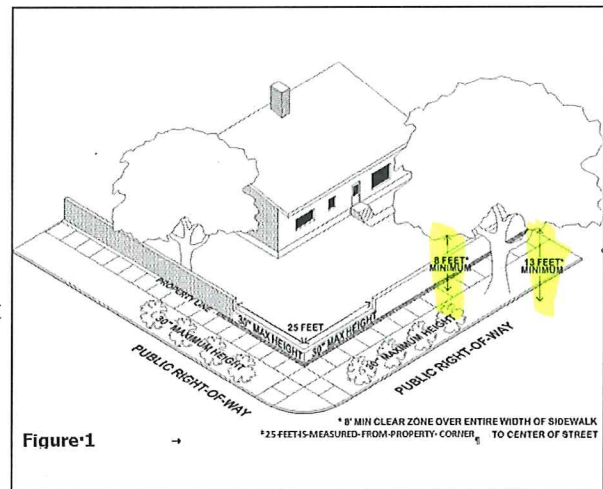 8 FEET*
MINIMUM
13 FEET*
MINIMUM
PROPERTY LINE
30" MAX HEIGHT
25 FEET
30" MAX HEIGHT
30" MAXIMUM HEIGHT
30" MAXIMUM HEIGHT
PUBLIC RIGHT-OF-WAY
PUBLIC RIGHT-OF-WAY
* 8' MIN CLEAR ZONE OVER ENTIRE WIDTH OF SIDEWALK
*25·FEET·IS·MEASURED·FROM·PROPERTY·CORNER¶ TO CENTER OF STREET
Figure·1 →